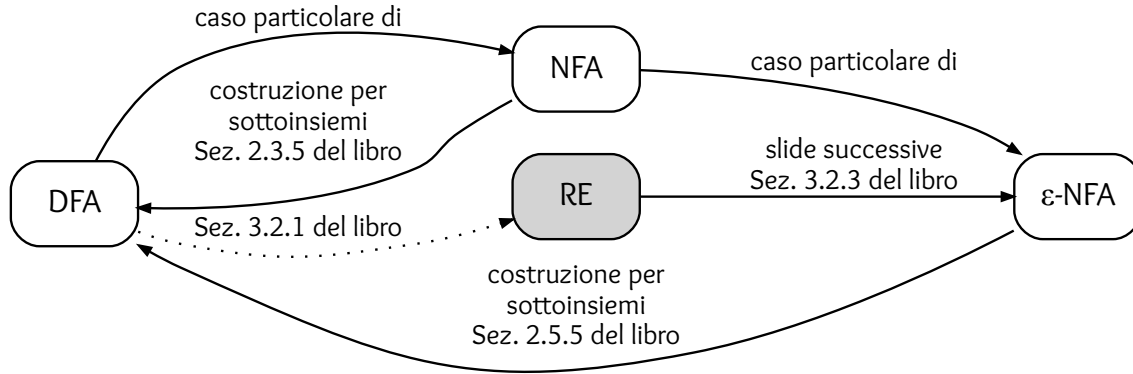 caso particolare di
NFA
caso particolare di
costruzione per
sottoinsiemi
Sez. 2.3.5 del libro
slide successive
Sez. 3.2.3 del libro
DFA
RE
ε-NFA
Sez. 3.2.1 del libro
costruzione per
sottoinsiemi
Sez. 2.5.5 del libro